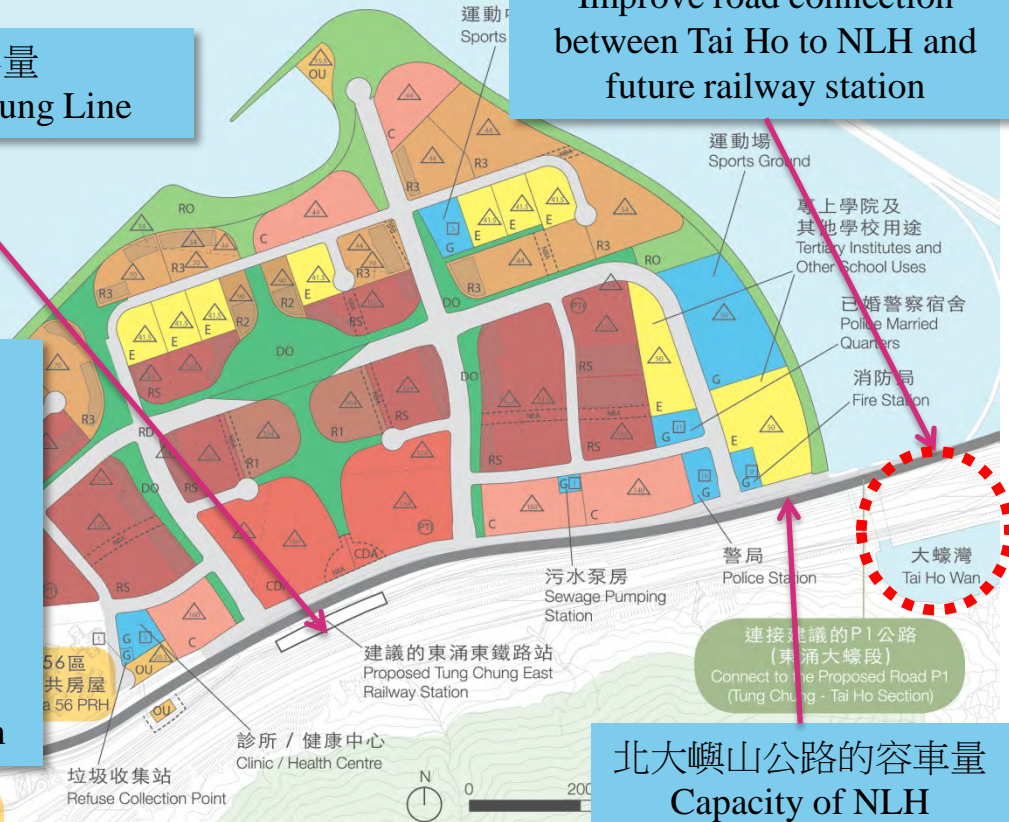 量
ung Line
Improve road connection
between Tai Ho to NLH and
future railway station
Sports
運動場
Sports Ground
專上學院及
其他學校用途
Tertiary Institutes and
Other School Uses
已婚警察宿舍
Police Married
Quarters
消防局
Fire Station
大蠔灣
Tai Ho Wan
警局
Police Station
污水泵房
Sewage Pumping
Station
連接建議的P1公路
(東涌大蠔段)
Connect to the Proposed Road P1
(Tung Chung - Tai Ho Section)
建議的東涌東鐵路站
Proposed Tung Chung East
Railway Station
56區
共房屋
a 56 PRH
診所 / 健康中心
Clinic / Health Centre
垃圾收集站
Refuse Collection Point
N
0
200
北大嶼山公路的容車量
Capacity of NLH
OU
C
R3
RO
E
G
R2
RS
DO
R1
CDA
NBA
PTI